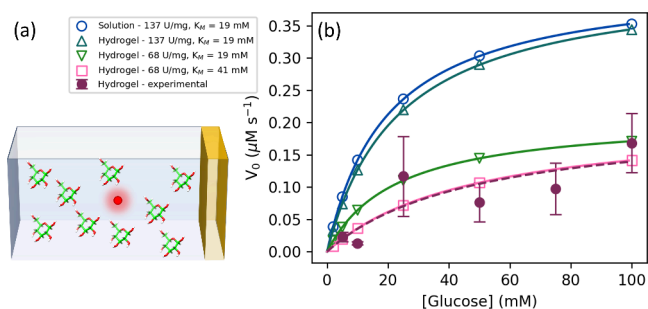 (a)
Solution - 137 U/mg, K_M = 19 mM
Hydrogel - 137 U/mg, K_M = 19 mM
Hydrogel - 68 U/mg, K_M = 19 mM
Hydrogel - 68 U/mg, K_M = 41 mM
Hydrogel - experimental
(b)
V₀ (μM s⁻¹)
0.35
0.30
0.25
0.20
0.15
0.10
0.05
0.00
0 20 40 60 80 100
[Glucose] (mM)